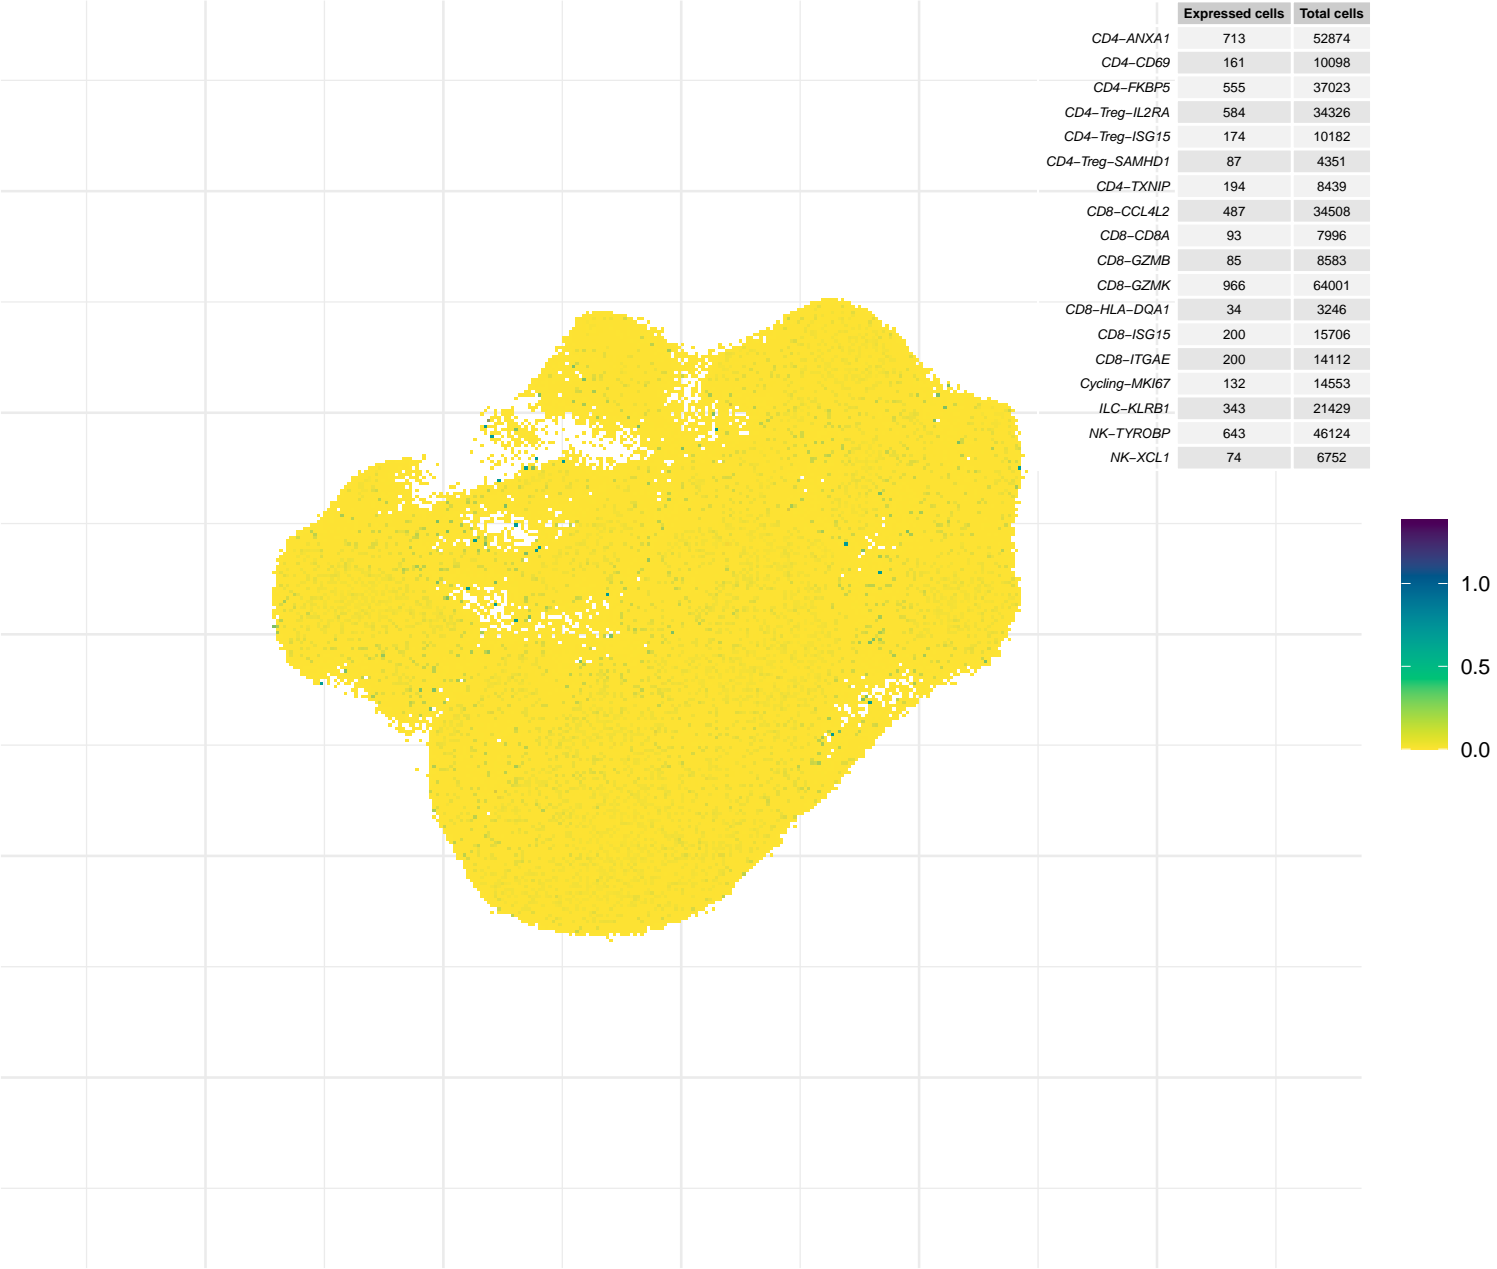 Expressed cells Total cells
CD4−ANXA1 713 52874
CD4−CD69 161 10098
CD4−FKBP5 555 37023
CD4−Treg−IL2RA 584 34326
CD4−Treg−ISG15 174 10182
CD4−Treg−SAMHD1 87 4351
CD4−TXNIP 194 8439
CD8−CCL4L2 487 34508
CD8−CD8A 93 7996
CD8−GZMB 85 8583
CD8−GZMK 966 64001
CD8−HLA−DQA1 34 3246
CD8−ISG15 200 15706
CD8−ITGAE 200 14112
Cycling−MKI67 132 14553
ILC−KLRB1 343 21429
NK−TYROBP 643 46124
NK−XCL1 74 6752
1.0
0.5
0.0